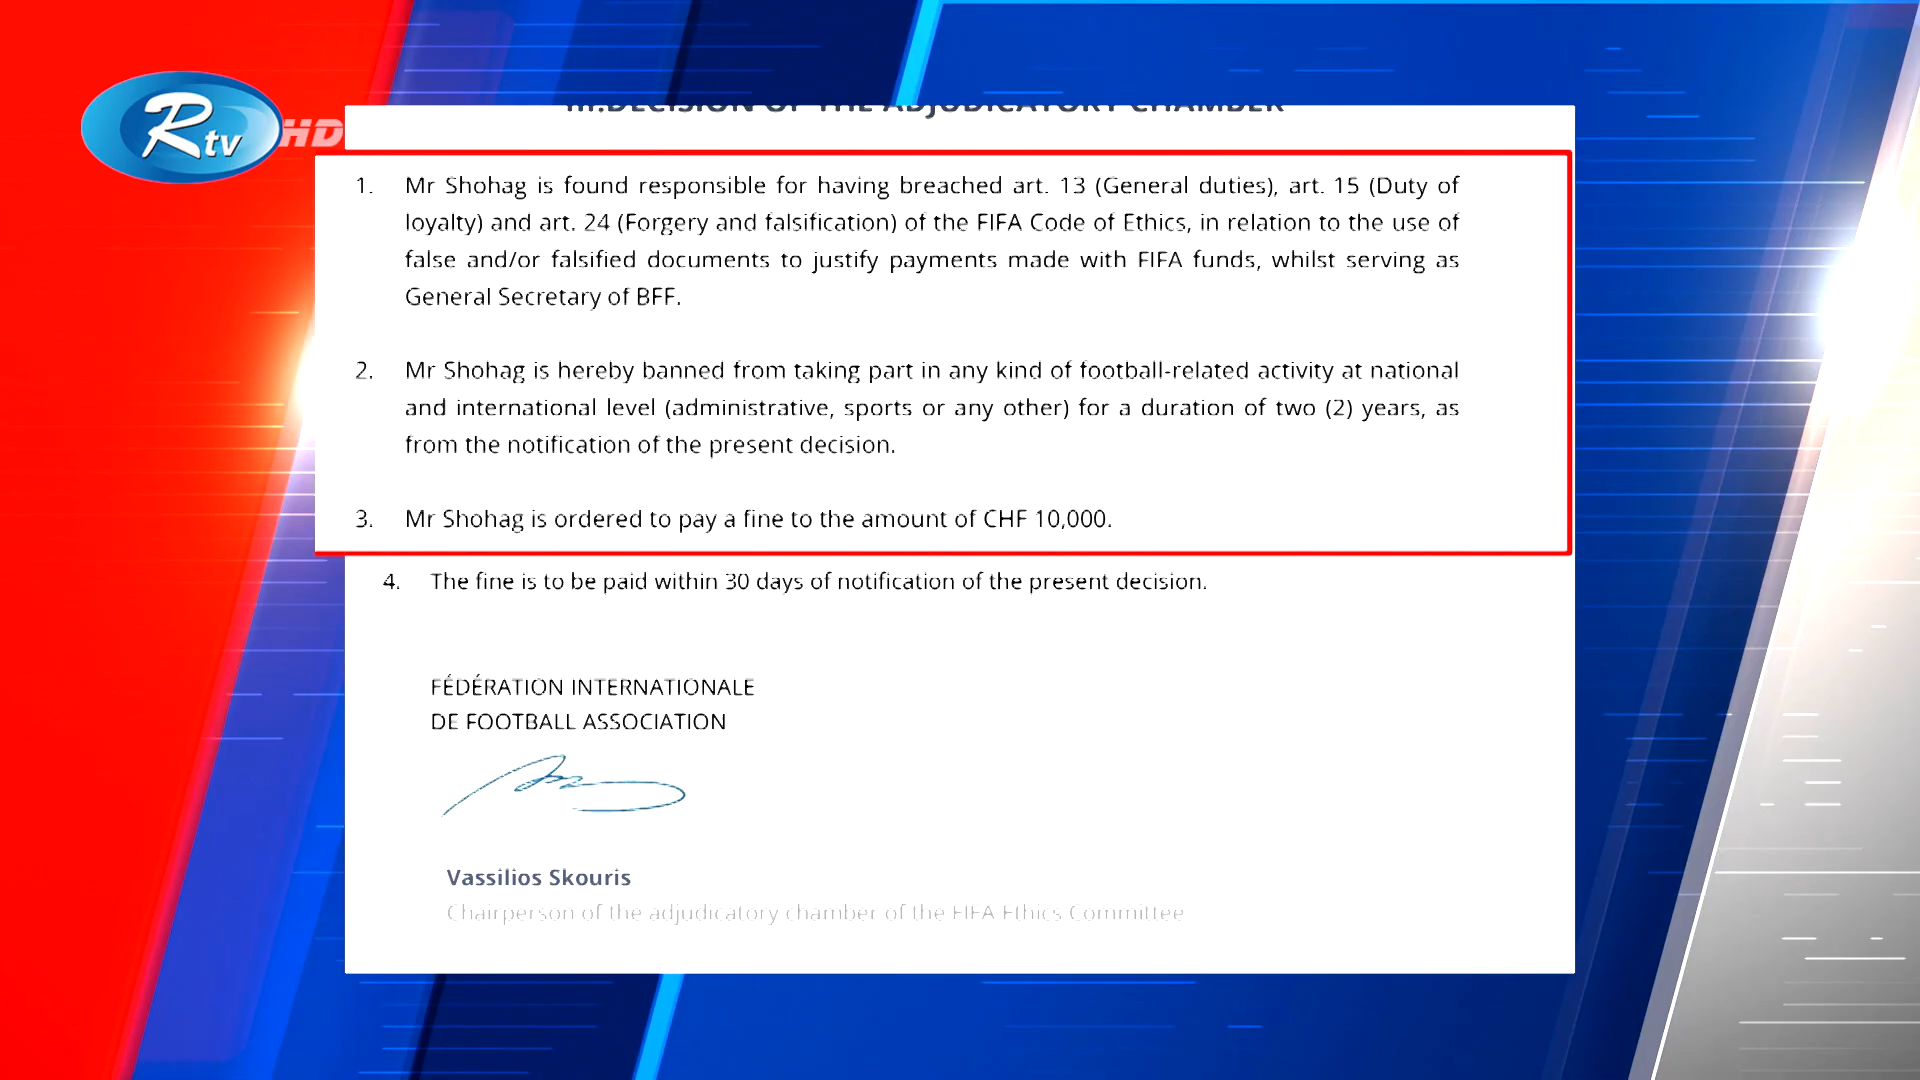 Rtv HD
III.DECISION OF THE ADJUDICATORY CHAMBER
1. Mr Shohag is found responsible for having breached art. 13 (General duties), art. 15 (Duty of
loyalty) and art. 24 (Forgery and falsification) of the FIFA Code of Ethics, in relation to the use of
false and/or falsified documents to justify payments made with FIFA funds, whilst serving as
General Secretary of BFF.
2. Mr Shohag is hereby banned from taking part in any kind of football-related activity at national
and international level (administrative, sports or any other) for a duration of two (2) years, as
from the notification of the present decision.
3. Mr Shohag is ordered to pay a fine to the amount of CHF 10,000.
4. The fine is to be paid within 30 days of notification of the present decision.
FÉDÉRATION INTERNATIONALE
DE FOOTBALL ASSOCIATION
Vassilios Skouris
Chairperson of the adjudicatory chamber of the FIFA Ethics Committee